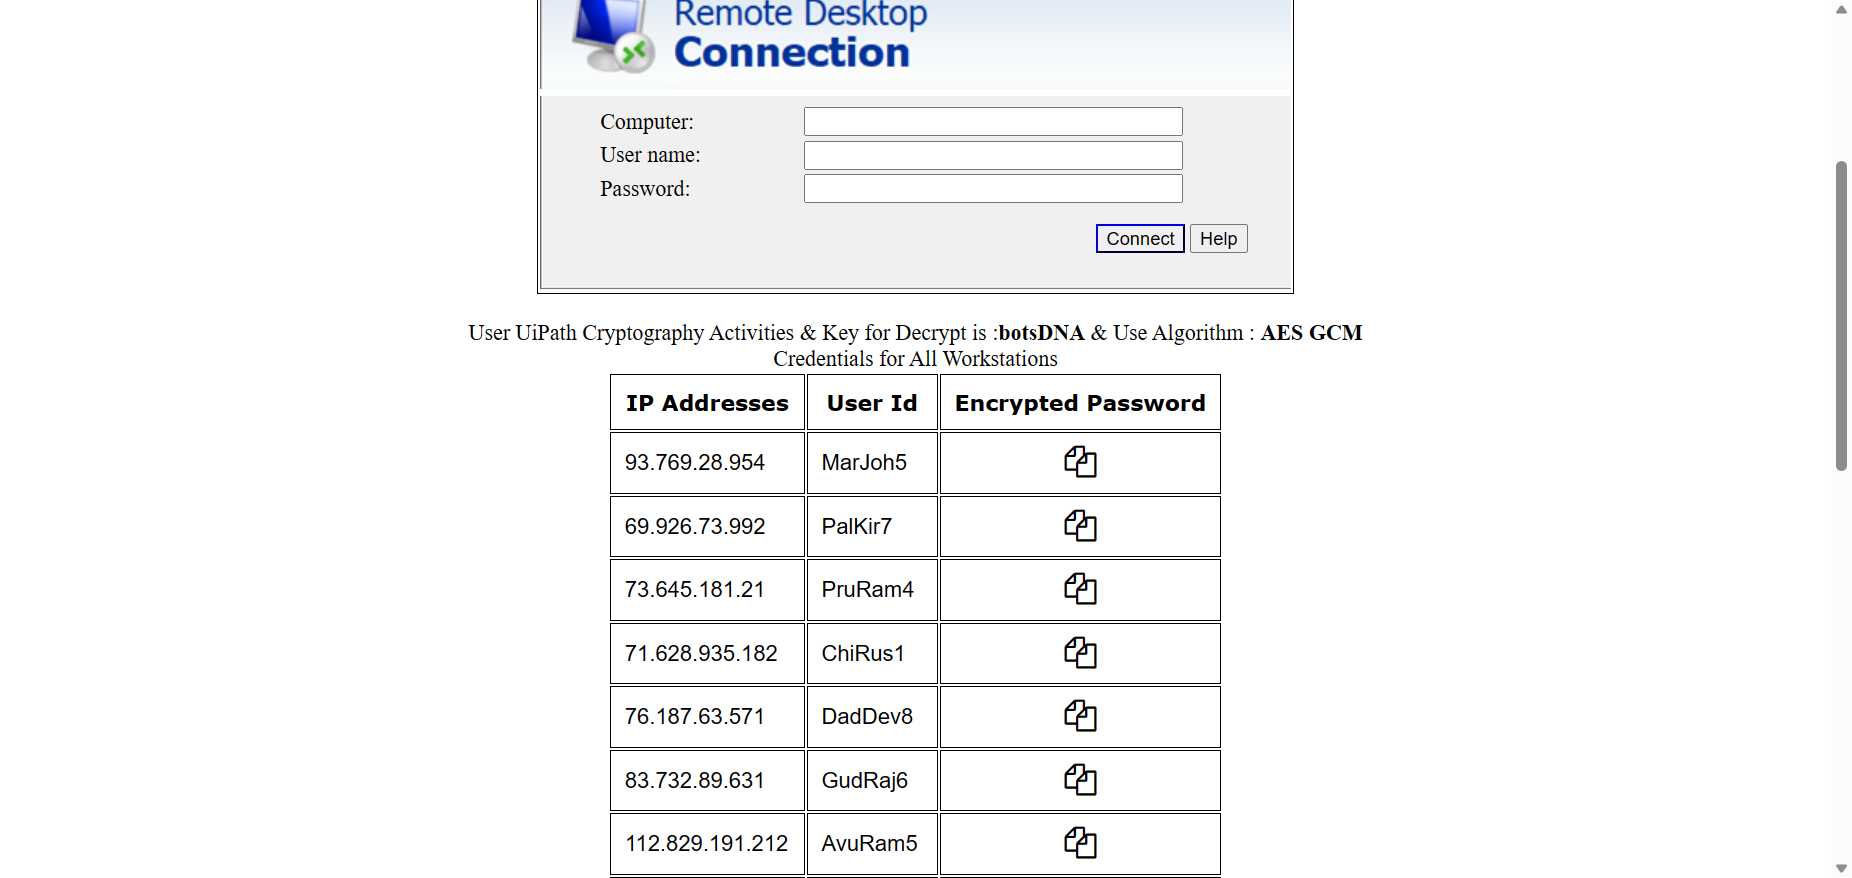 Remote Desktop
Connection
Computer:
User name:
Password:
Connect Help
User UiPath Cryptography Activities & Key for Decrypt is :botsDNA & Use Algorithm : AES GCM
Credentials for All Workstations
IP Addresses User Id Encrypted Password
93.769.28.954 MarJoh5
69.926.73.992 PalKir7
73.645.181.21 PruRam4
71.628.935.182 ChiRus1
76.187.63.571 DadDev8
83.732.89.631 GudRaj6
112.829.191.212 AvuRam5